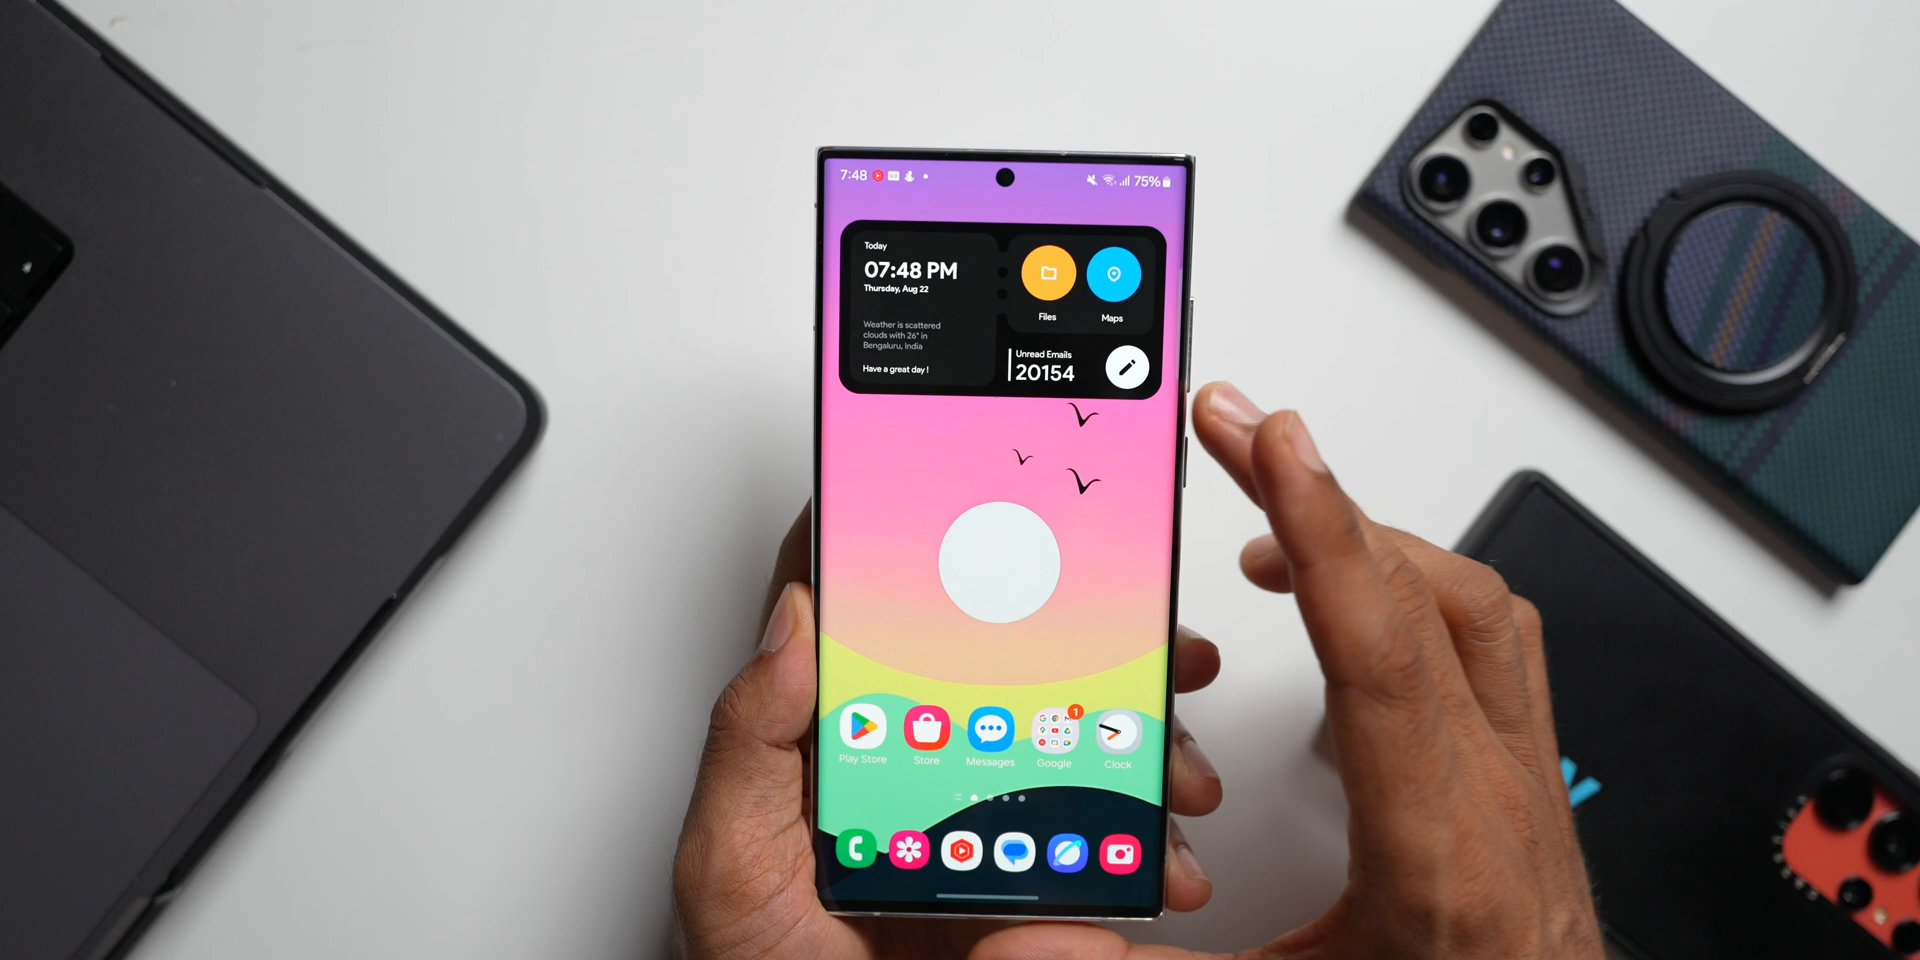 7:48
75%
Today
07:48 PM
Thursday, Aug 22
Weather is scattered
clouds with 26° in
Bengaluru, India
Have a great day !
Files
Maps
Unread Emails
20154
1
Play Store
Store
Messages
Google
Clock